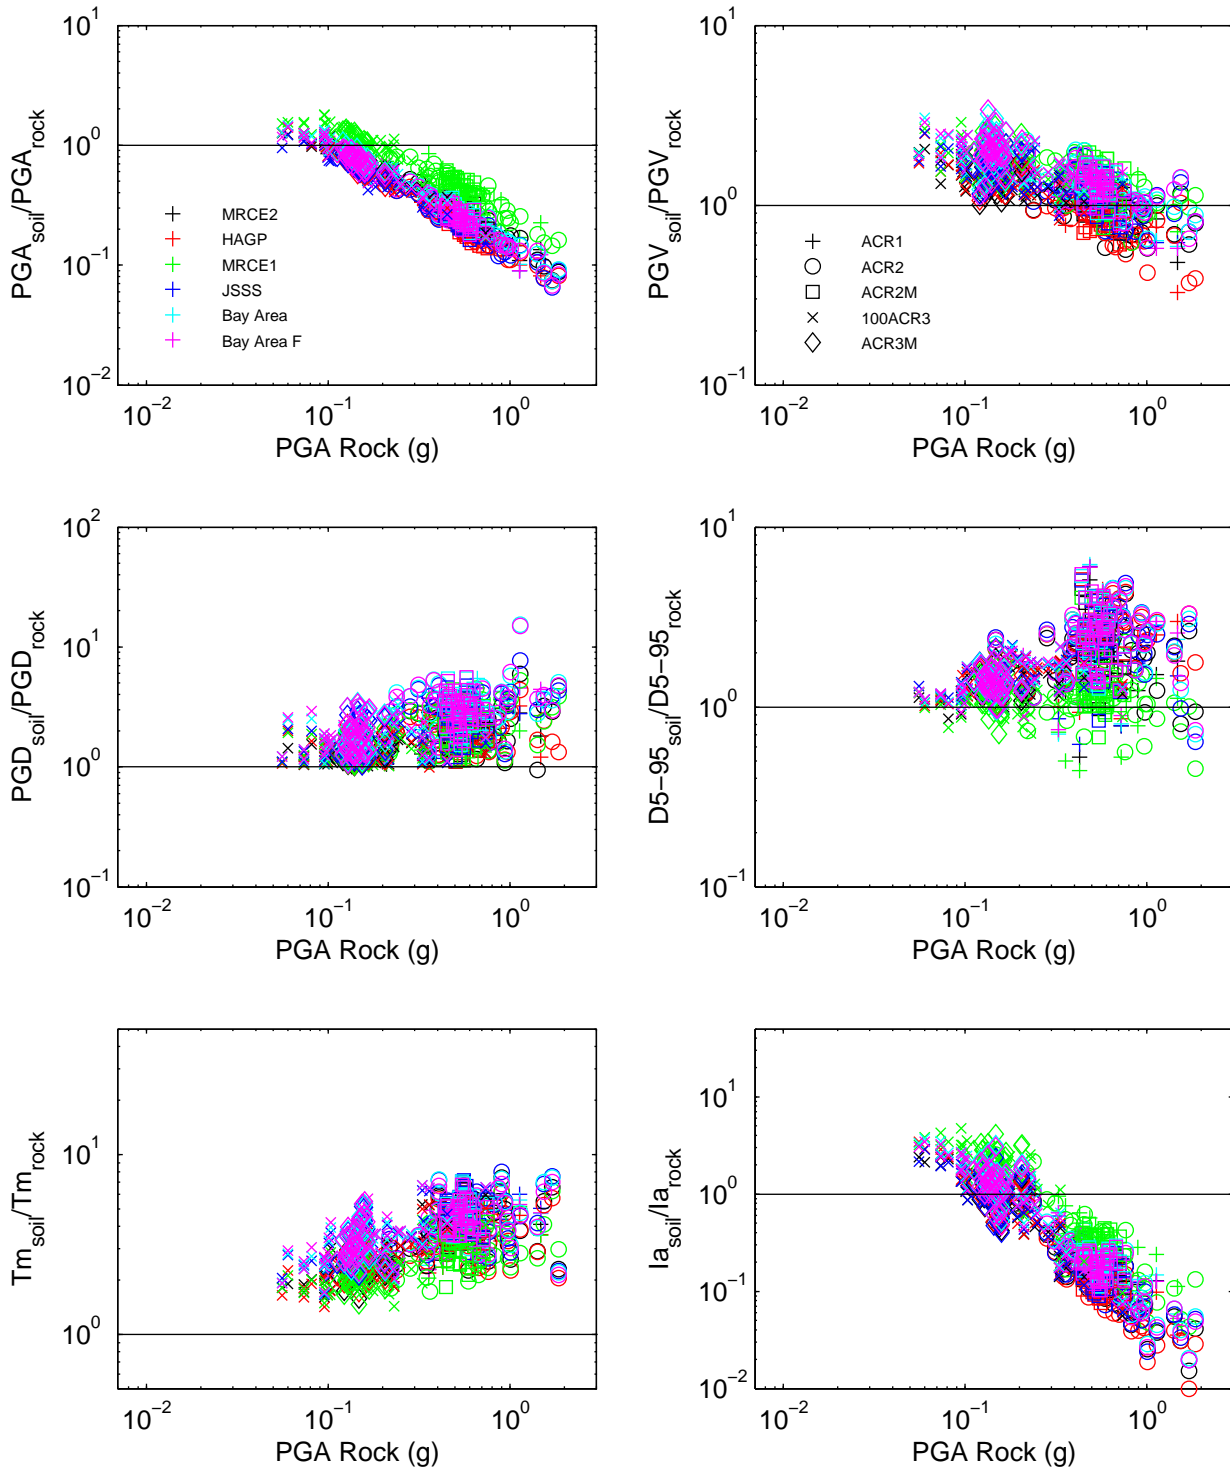 10^1
10^0
10^−1
10^−2
PGA_soil/PGA_rock
MRCE2
HAGP
MRCE1
JSSS
Bay Area
Bay Area F
10^−2 10^−1 10^0
PGA Rock (g)
10^1
10^0
10^−1
PGV_soil/PGV_rock
ACR1
ACR2
ACR2M
100ACR3
ACR3M
10^−2 10^−1 10^0
PGA Rock (g)
10^2
10^1
10^0
10^−1
PGD_soil/PGD_rock
10^−2 10^−1 10^0
PGA Rock (g)
10^1
10^0
10^−1
D5−95_soil/D5−95_rock
10^−2 10^−1 10^0
PGA Rock (g)
10^1
10^0
Tm_soil/Tm_rock
10^−2 10^−1 10^0
PGA Rock (g)
10^1
10^0
10^−1
10^−2
Ia_soil/Ia_rock
10^−2 10^−1 10^0
PGA Rock (g)